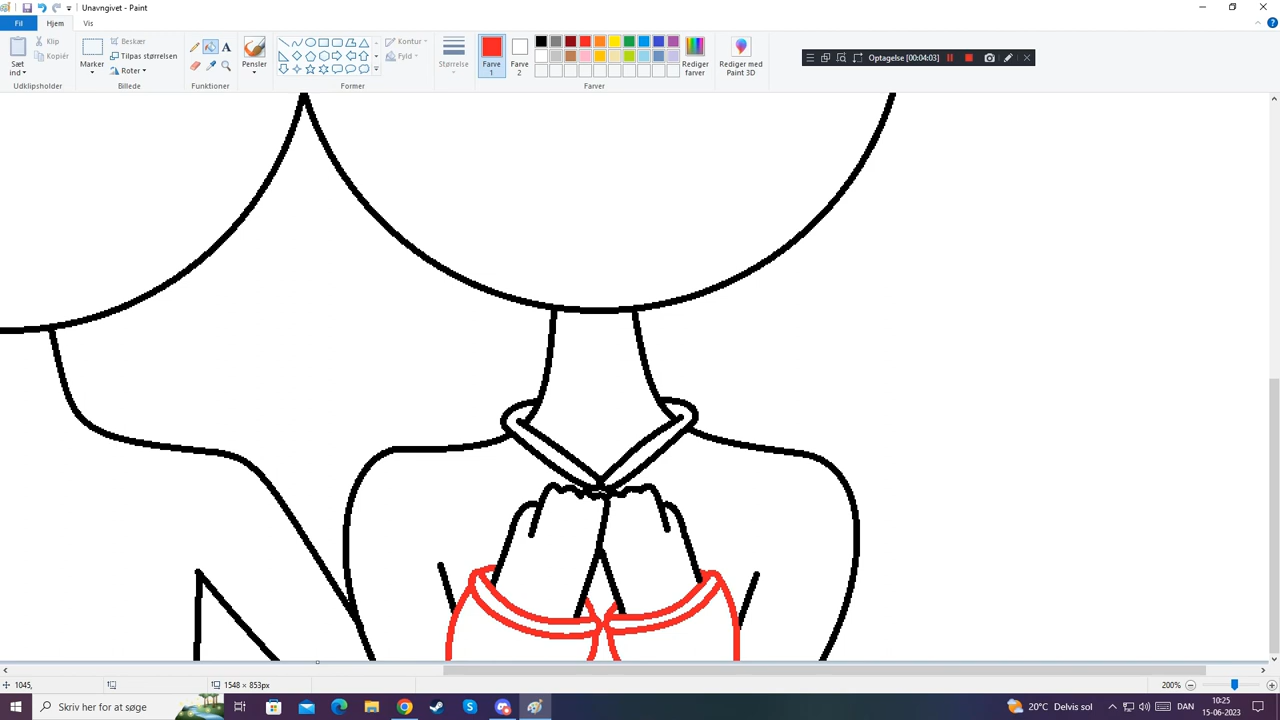 Unavngivet - Paint
Fil Hjem Vis
Sæt ind
Klip
Kopiér
Udklipsholder
Marker
Beskær
Tilpas størrelsen
Roter
Billede
Funktioner
Pensler
Former
Kontur
Fyld
Størrelse
Farve 1
Farve 2
Rediger farver
Farver
Rediger med Paint 3D
Optagelse [00:04:03]
1045,
1548 × 853px
200%
Skriv her for at søge
20°C Delvis sol
DAN
10:25
15-06-2023